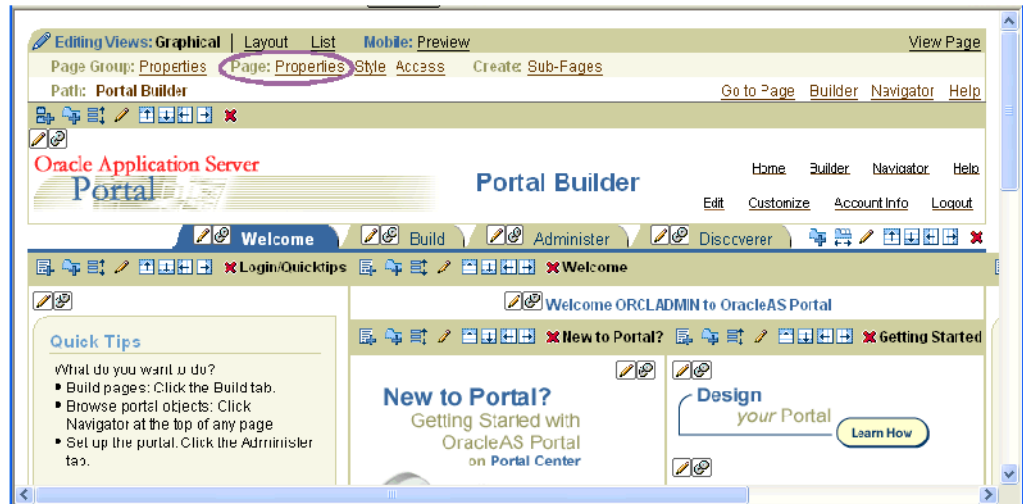 Editing Views: Graphical | Layout List Mobile: Preview View Page
Page Group: Properties Page: Properties Style Access Create: Sub-Pages
Path: Portal Builder Go to Page Builder Navigator Help
Oracle Application Server
Portal
Portal Builder
Home Builder Navigator Help
Edit Customize Account Info Logout
Welcome Build Administer Discoverer
Login/Quicktips Welcome
Welcome ORCLADMIN to OracleAS Portal
New to Portal? Getting Started
Quick Tips
What do you want to do?
• Build pages: Click the Build tab.
• Browse portal objects: Click
Navigator at the top of any page
• Set up the portal. Click the Administer
tab.
New to Portal?
Getting Started with
OracleAS Portal
on Portal Center
Design
your Portal
Learn How